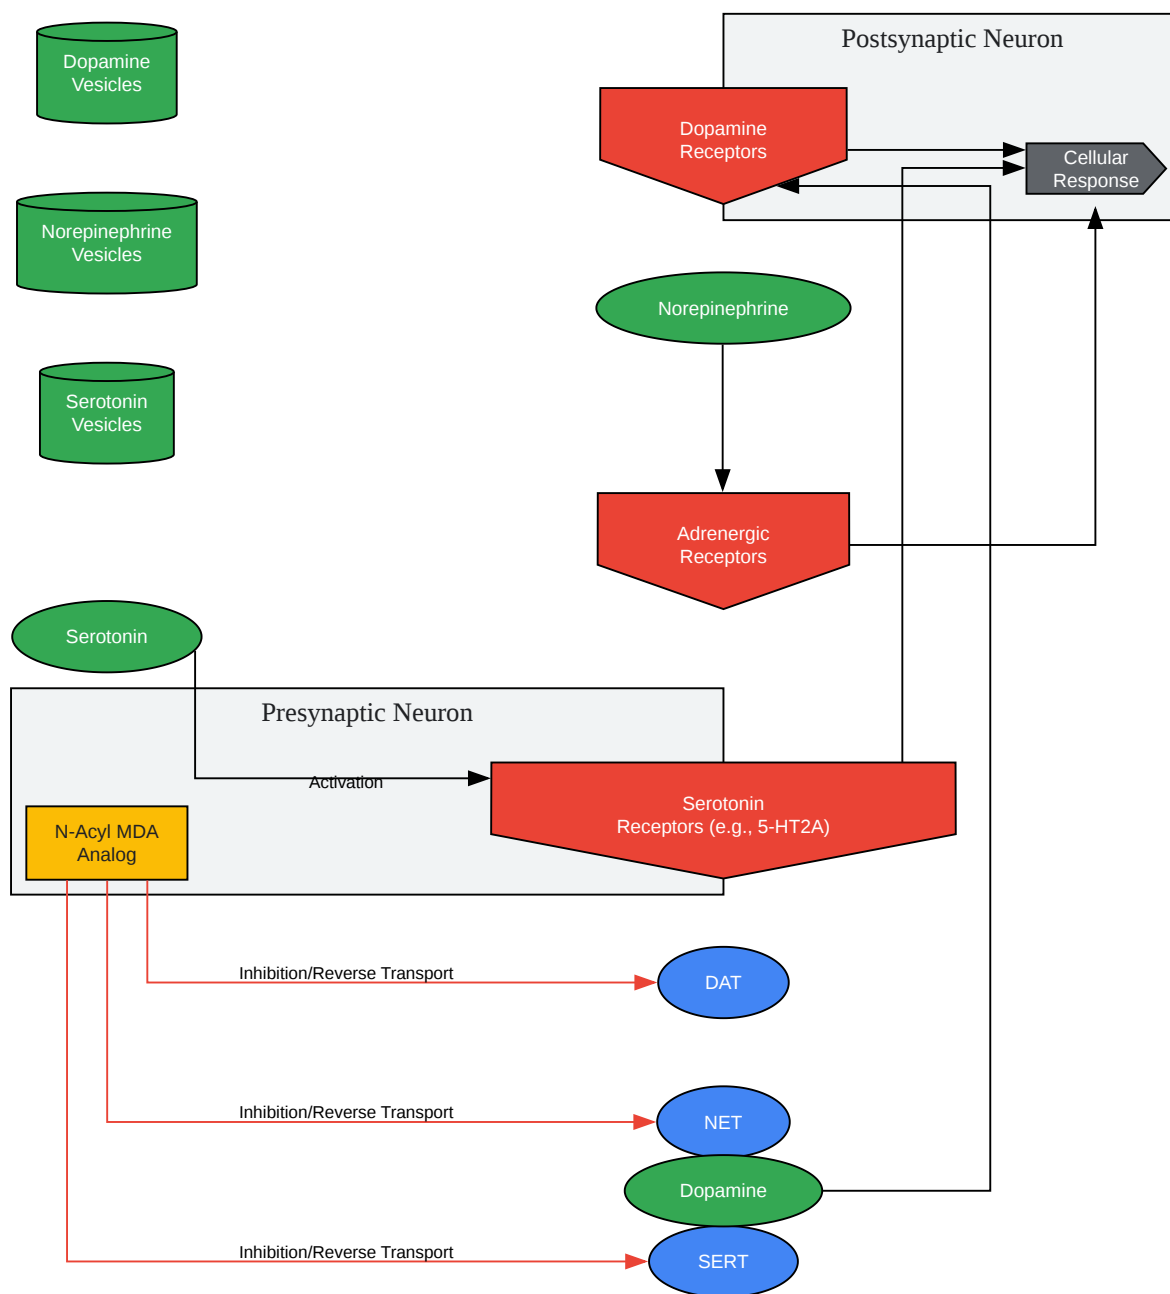 Postsynaptic Neuron
Dopamine
Vesicles
Dopamine
Receptors
Cellular
Response
Norepinephrine
Vesicles
Norepinephrine
Serotonin
Vesicles
Adrenergic
Receptors
Serotonin
Presynaptic Neuron
Activation
Serotonin
Receptors (e.g., 5-HT2A)
N-Acyl MDA
Analog
Inhibition/Reverse Transport
DAT
Inhibition/Reverse Transport
NET
Dopamine
Inhibition/Reverse Transport
SERT